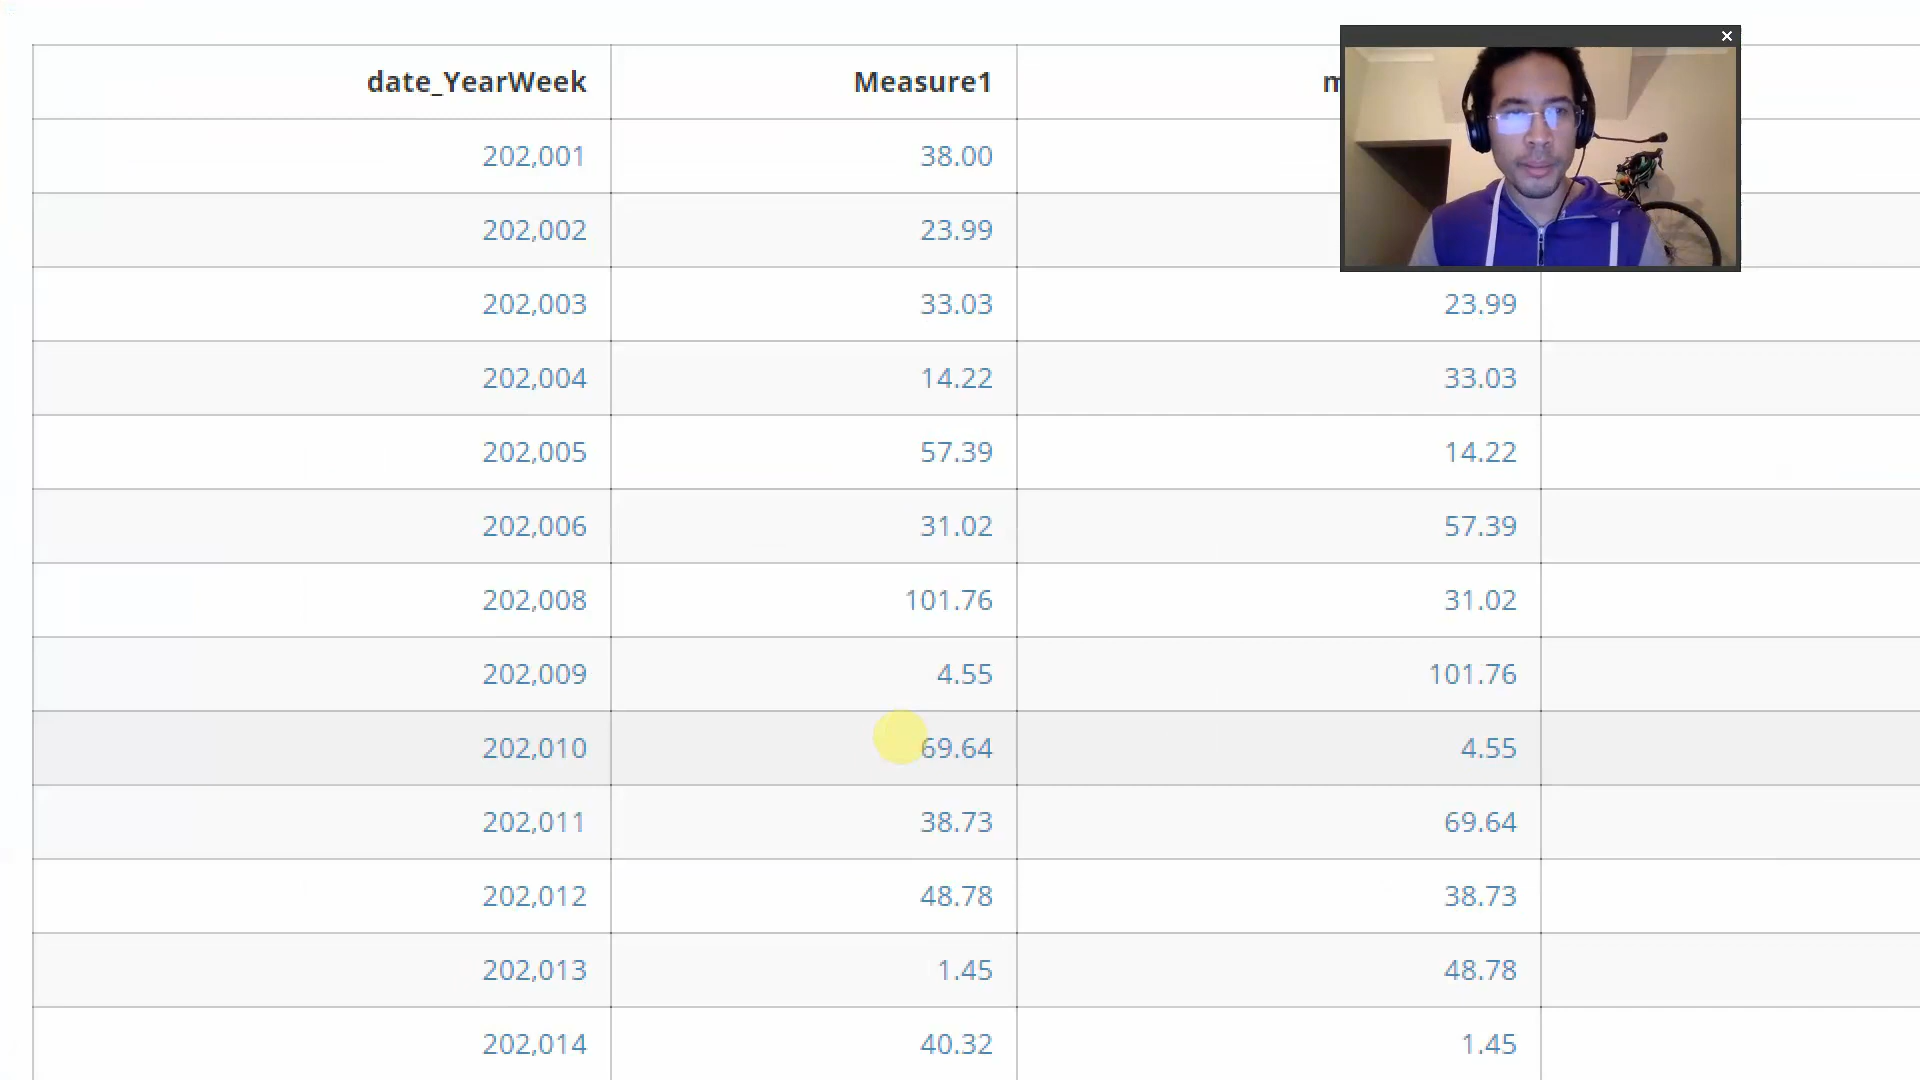 date_YearWeek Measure1
202,001 38.00
202,002 23.99
202,003 33.03 23.99
202,004 14.22 33.03
202,005 57.39 14.22
202,006 31.02 57.39
202,008 101.76 31.02
202,009 4.55 101.76
202,010 69.64 4.55
202,011 38.73 69.64
202,012 48.78 38.73
202,013 1.45 48.78
202,014 40.32 1.45